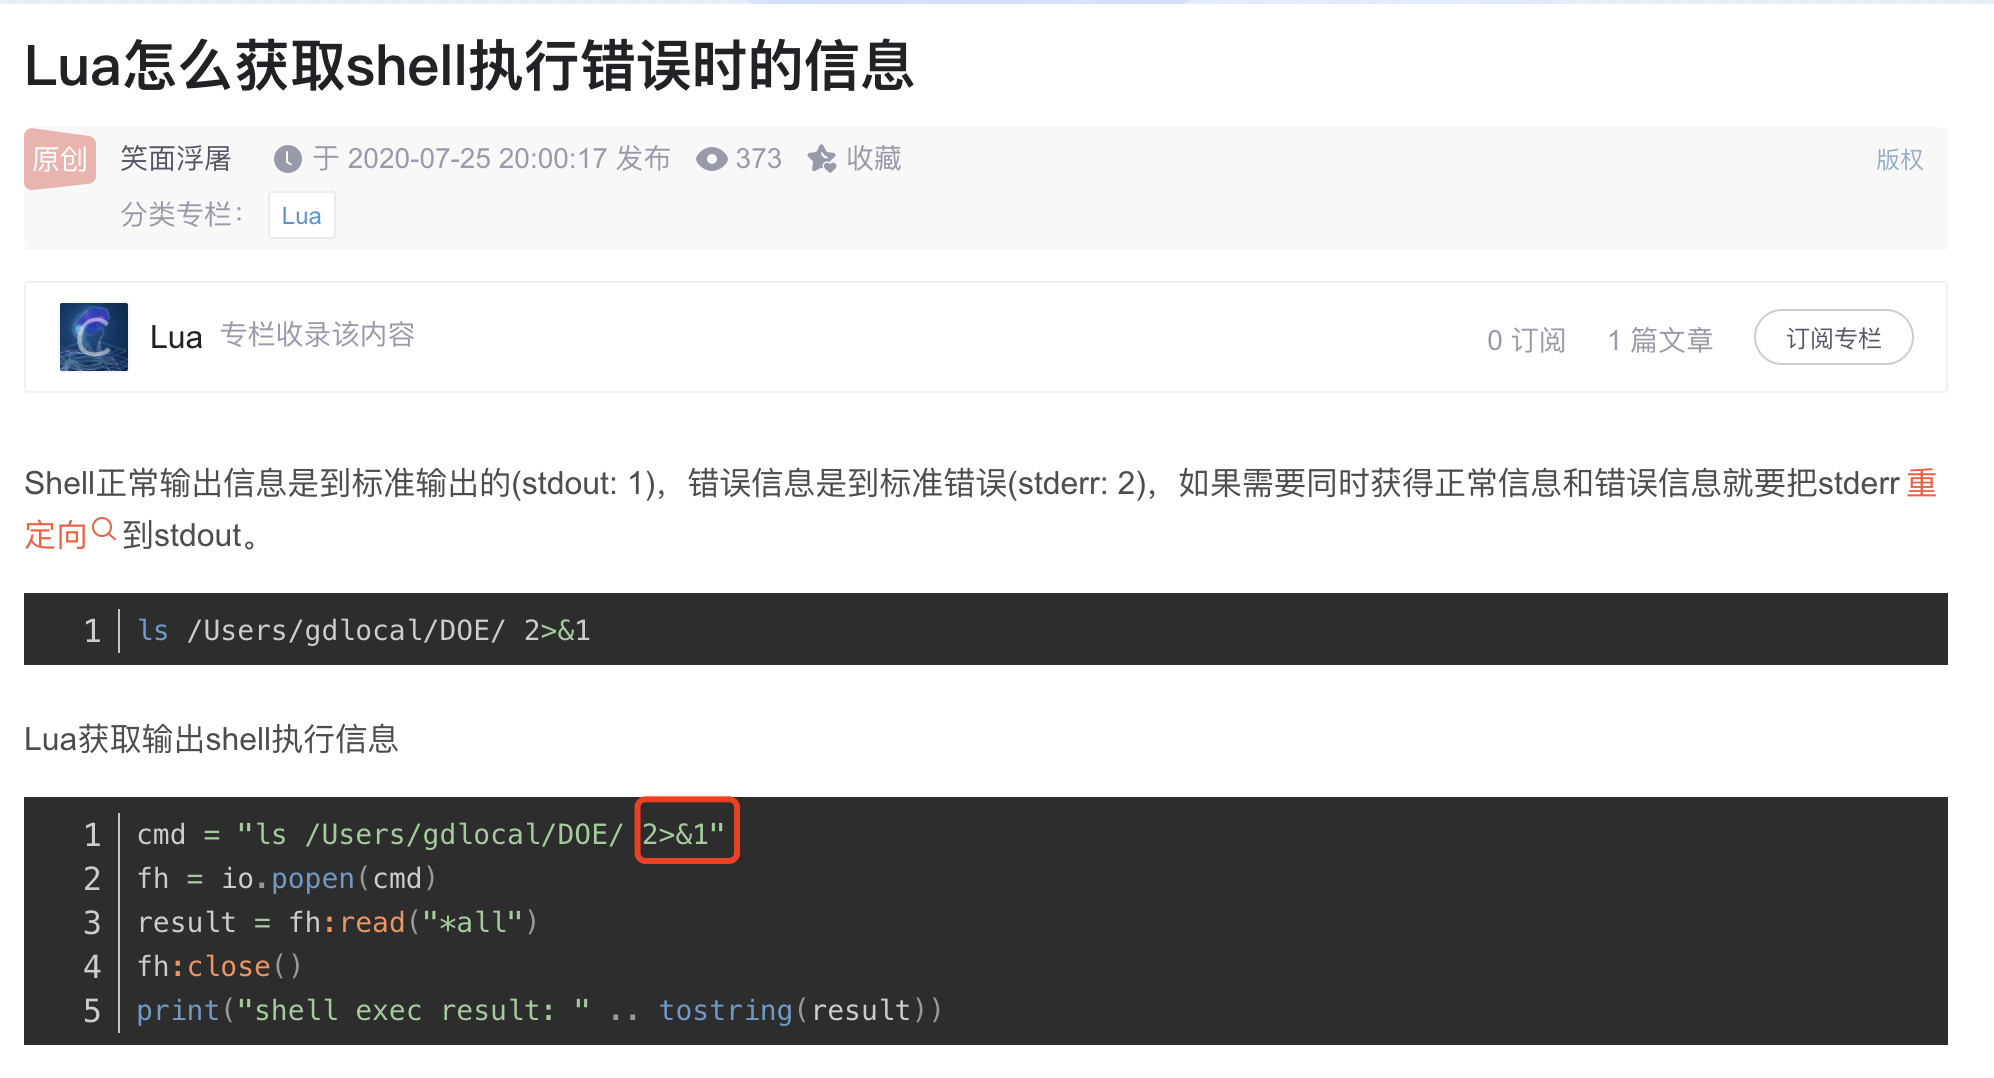 Lua怎么获取shell执行错误时的信息
原创 笑面浮屠 于 2020-07-25 20:00:17 发布 373 收藏 版权
分类专栏： Lua
Lua 专栏收录该内容 0 订阅 1 篇文章 订阅专栏
Shell正常输出信息是到标准输出的(stdout: 1)，错误信息是到标准错误(stderr: 2)，如果需要同时获得正常信息和错误信息就要把stderr 重
定向 到stdout。
1 ls /Users/gdlocal/DOE/ 2>&1
Lua获取输出shell执行信息
1 cmd = "ls /Users/gdlocal/DOE/ 2>&1"
2 fh = io.popen(cmd)
3 result = fh:read("*all")
4 fh:close()
5 print("shell exec result: " .. tostring(result))